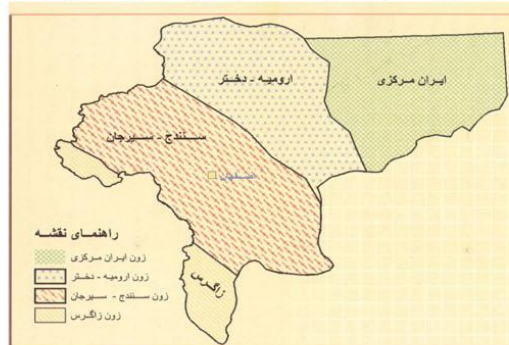 ایران مرکزی
ارومیه - دختر
سنندج - سیرجان
اصفهان
زاگرس
راهنمای نقشه
زون ایران مرکزی
زون ارومیه - دختر
زون سنندج - سیرجان
زون زاگرس